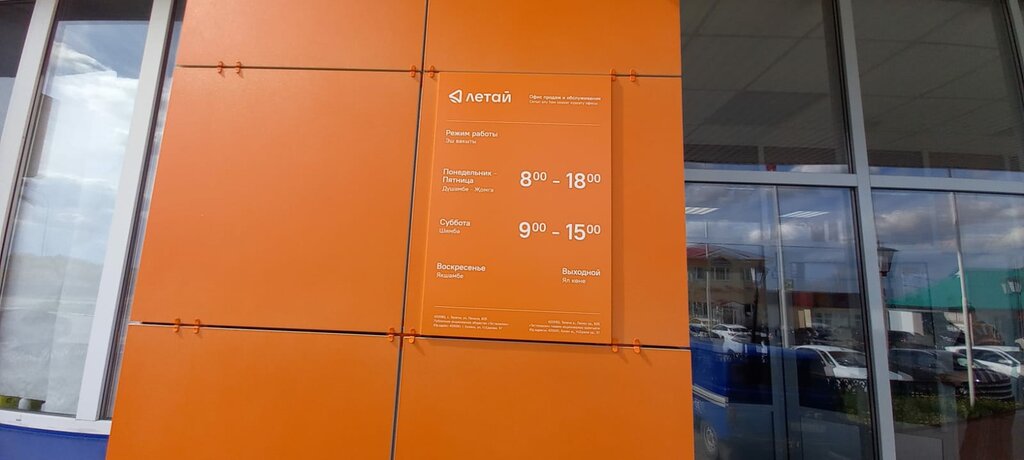 летай
Офис продаж и обслуживания
Режим работы
Эш вакыты
Понедельник -
Пятница
Дүшәмбе - Җомга
8⁰⁰ - 18⁰⁰
Суббота
Шимбә
9⁰⁰ - 15⁰⁰
Воскресенье
Якшәмбе
Выходной
Ял көне